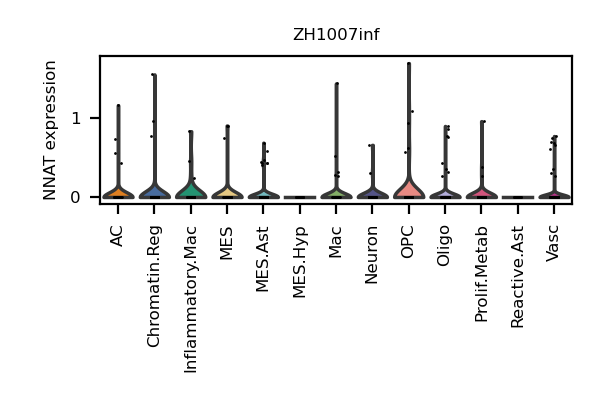 ZH1007inf
NNAT expression
1
0
AC
Chromatin.Reg
Inflammatory.Mac
MES
MES.Ast
MES.Hyp
Mac
Neuron
OPC
Oligo
Prolif.Metab
Reactive.Ast
Vasc